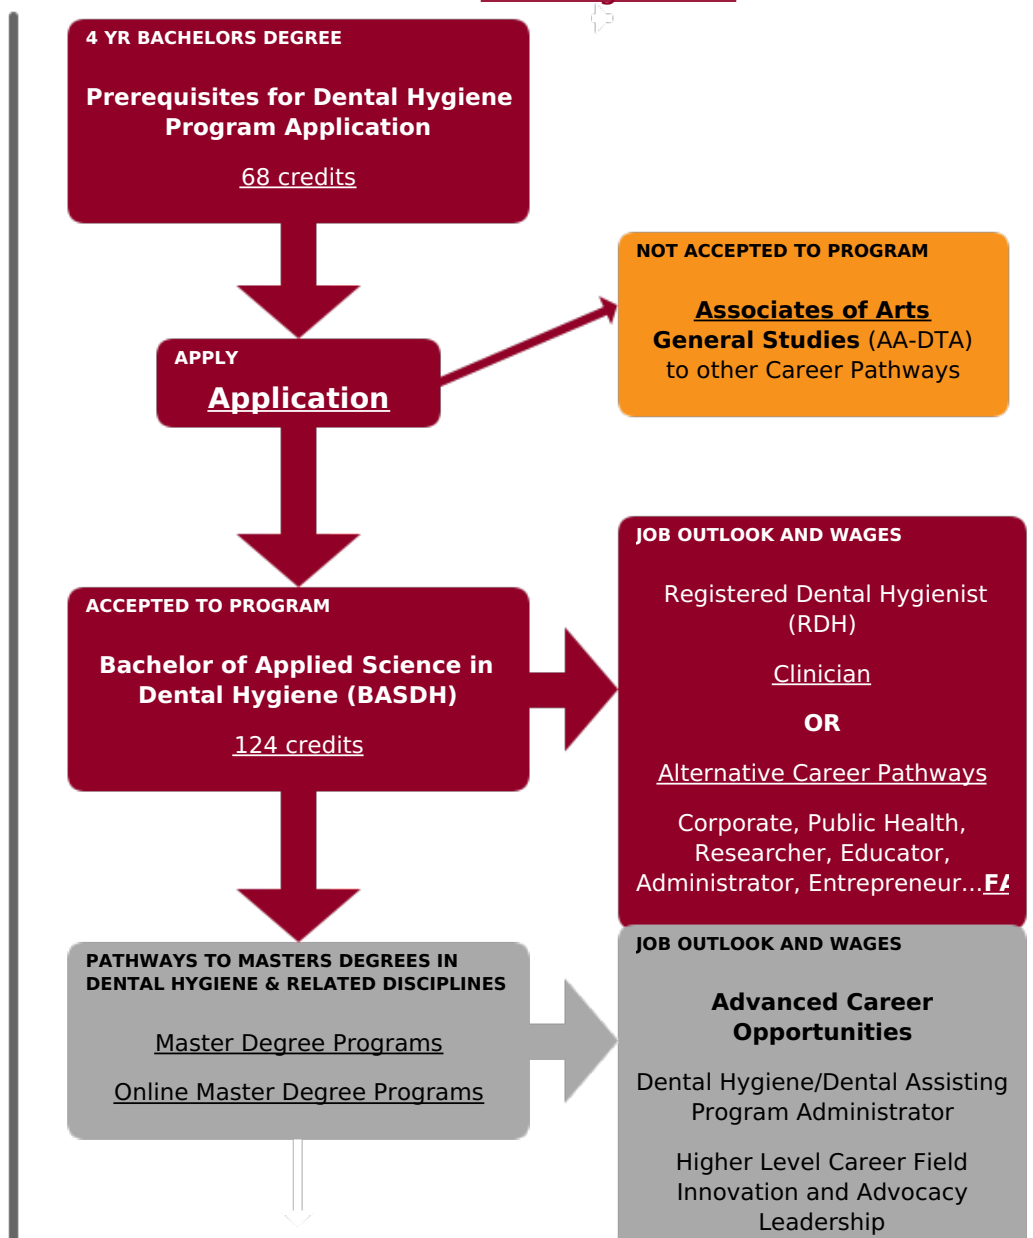 4 YR BACHELORS DEGREE
Prerequisites for Dental Hygiene
Program Application
68 credits
NOT ACCEPTED TO PROGRAM
Associates of Arts
General Studies (AA-DTA)
to other Career Pathways
APPLY
Application
ACCEPTED TO PROGRAM
Bachelor of Applied Science in
Dental Hygiene (BASDH)
124 credits
JOB OUTLOOK AND WAGES
Registered Dental Hygienist
(RDH)
Clinician
OR
Alternative Career Pathways
Corporate, Public Health,
Researcher, Educator,
Administrator, Entrepreneur...
PATHWAYS TO MASTERS DEGREES IN
DENTAL HYGIENE & RELATED DISCIPLINES
Master Degree Programs
Online Master Degree Programs
JOB OUTLOOK AND WAGES
Advanced Career
Opportunities
Dental Hygiene/Dental Assisting
Program Administrator
Higher Level Career Field
Innovation and Advocacy
Leadership